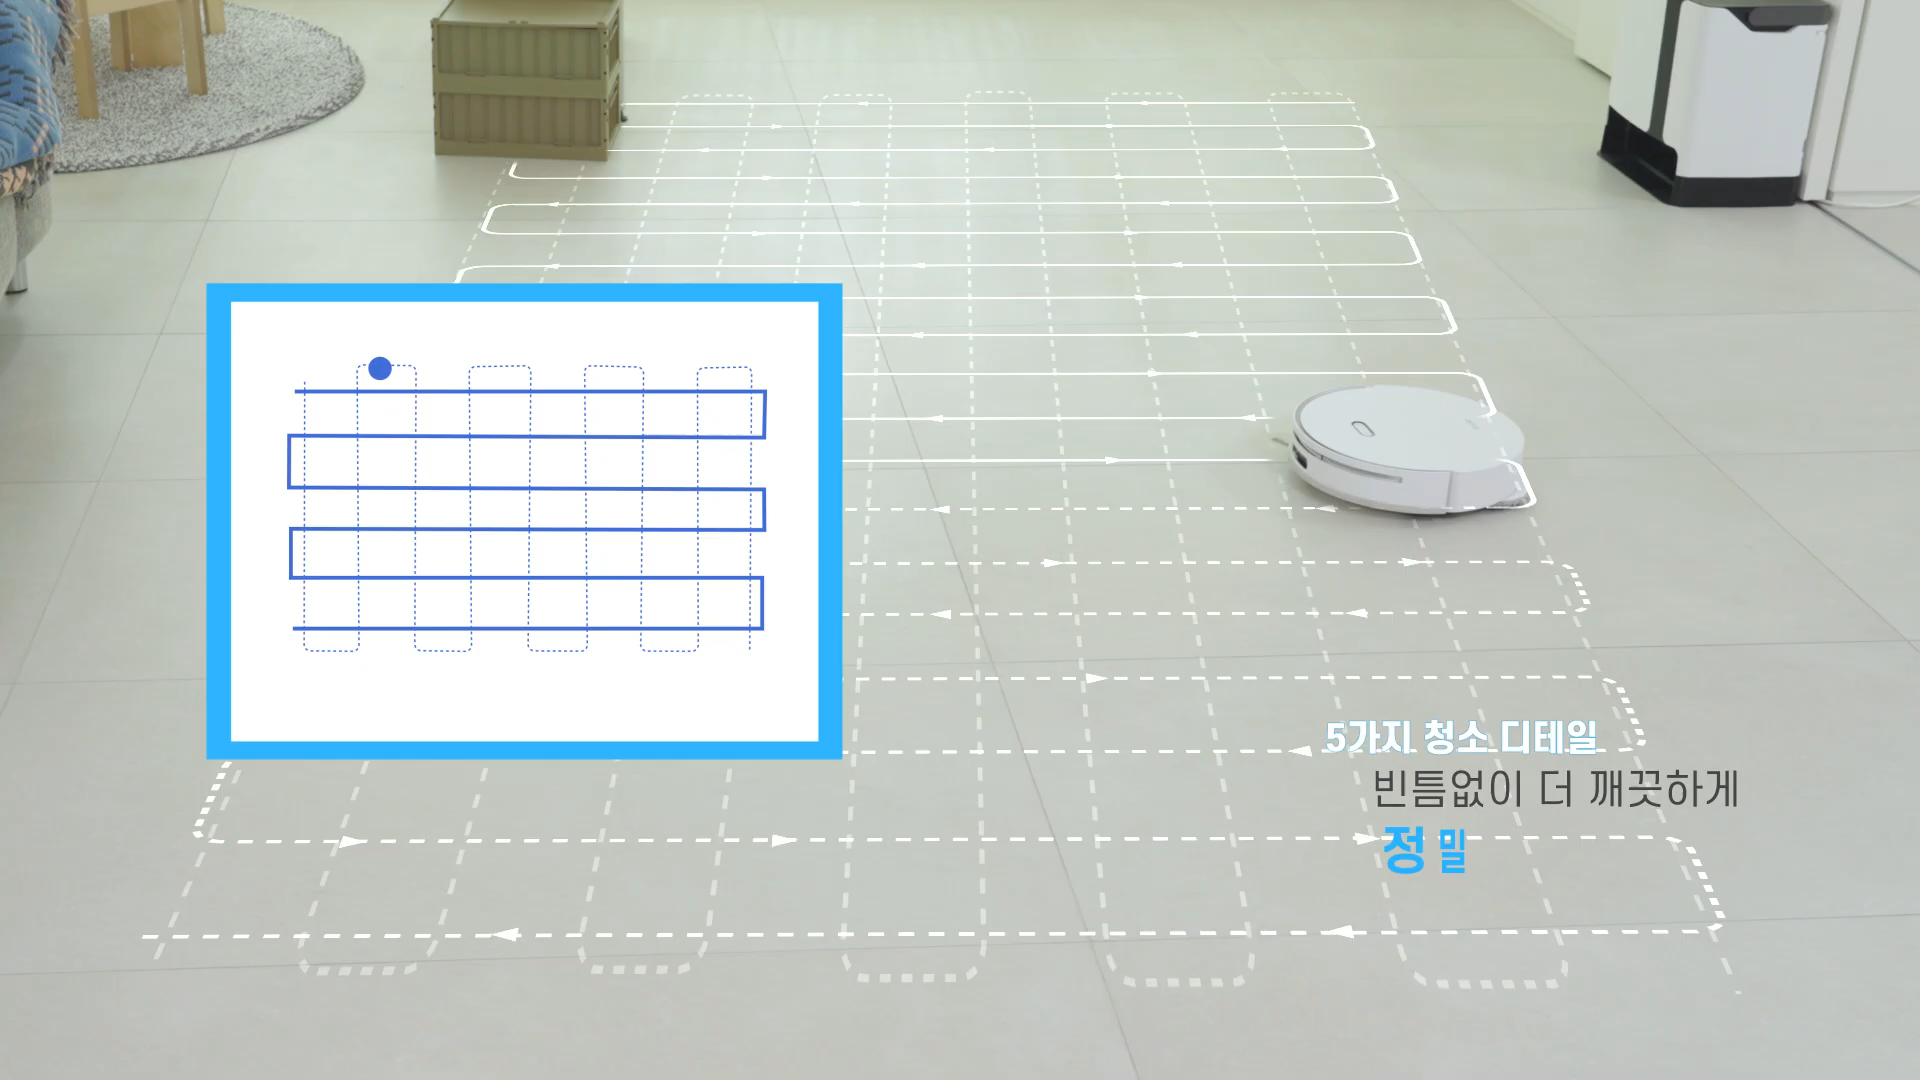 5가지 청소 디테일
빈틈없이 더 깨끗하게
정밀